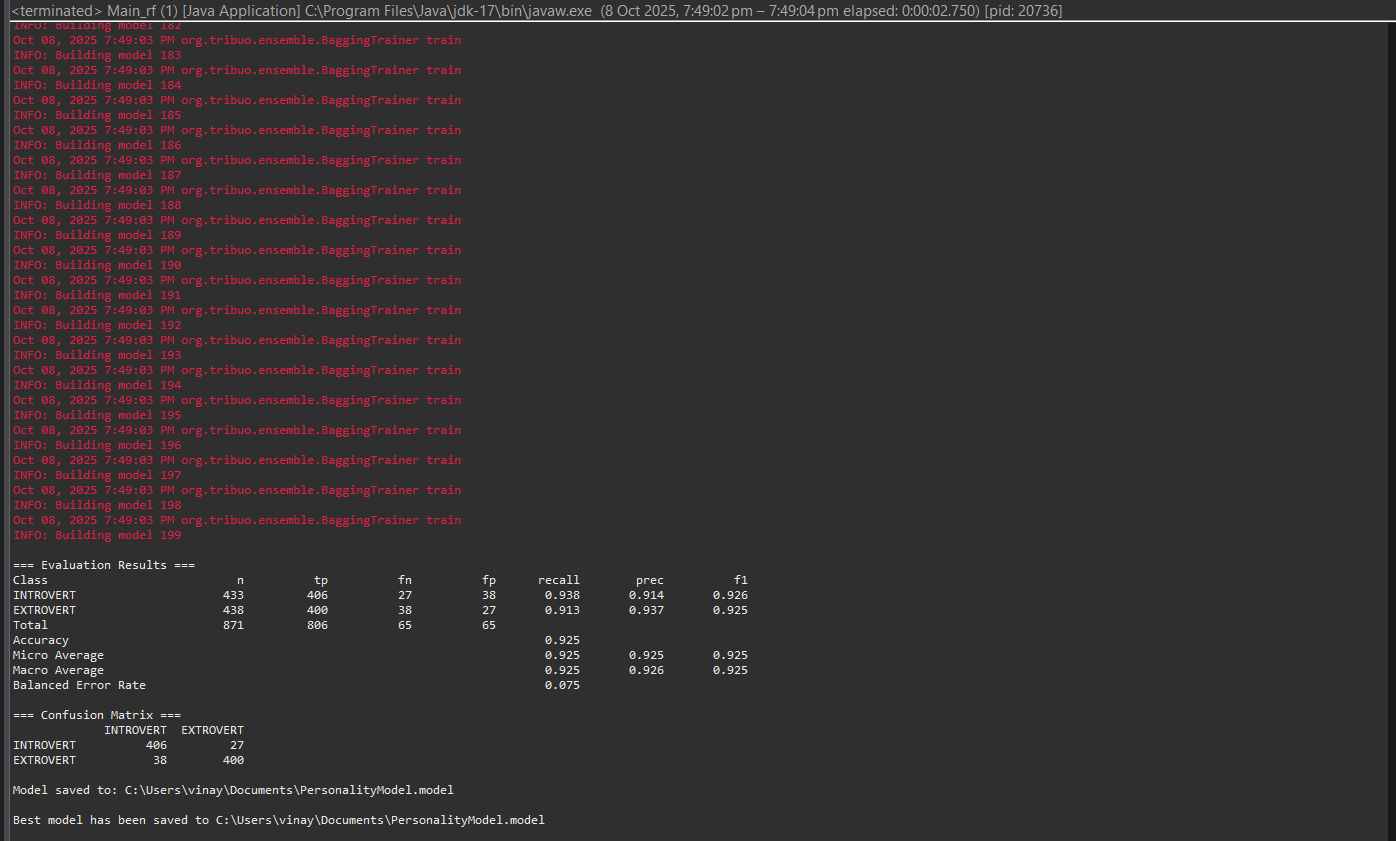 <terminated> Main_rf (1) [Java Application] C:\Program Files\Java\jdk-17\bin\javaw.exe (8 Oct 2025, 7:49:02 pm – 7:49:04 pm elapsed: 0:00:02.750) [pid: 20736]
INFO: Building model 182
Oct 08, 2025 7:49:03 PM org.tribuo.ensemble.BaggingTrainer train
INFO: Building model 183
Oct 08, 2025 7:49:03 PM org.tribuo.ensemble.BaggingTrainer train
INFO: Building model 184
Oct 08, 2025 7:49:03 PM org.tribuo.ensemble.BaggingTrainer train
INFO: Building model 185
Oct 08, 2025 7:49:03 PM org.tribuo.ensemble.BaggingTrainer train
INFO: Building model 186
Oct 08, 2025 7:49:03 PM org.tribuo.ensemble.BaggingTrainer train
INFO: Building model 187
Oct 08, 2025 7:49:03 PM org.tribuo.ensemble.BaggingTrainer train
INFO: Building model 188
Oct 08, 2025 7:49:03 PM org.tribuo.ensemble.BaggingTrainer train
INFO: Building model 189
Oct 08, 2025 7:49:03 PM org.tribuo.ensemble.BaggingTrainer train
INFO: Building model 190
Oct 08, 2025 7:49:03 PM org.tribuo.ensemble.BaggingTrainer train
INFO: Building model 191
Oct 08, 2025 7:49:03 PM org.tribuo.ensemble.BaggingTrainer train
INFO: Building model 192
Oct 08, 2025 7:49:03 PM org.tribuo.ensemble.BaggingTrainer train
INFO: Building model 193
Oct 08, 2025 7:49:03 PM org.tribuo.ensemble.BaggingTrainer train
INFO: Building model 194
Oct 08, 2025 7:49:03 PM org.tribuo.ensemble.BaggingTrainer train
INFO: Building model 195
Oct 08, 2025 7:49:03 PM org.tribuo.ensemble.BaggingTrainer train
INFO: Building model 196
Oct 08, 2025 7:49:03 PM org.tribuo.ensemble.BaggingTrainer train
INFO: Building model 197
Oct 08, 2025 7:49:03 PM org.tribuo.ensemble.BaggingTrainer train
INFO: Building model 198
Oct 08, 2025 7:49:03 PM org.tribuo.ensemble.BaggingTrainer train
INFO: Building model 199
=== Evaluation Results ===
Class n tp fn fp recall prec f1
INTROVERT 433 406 27 38 0.938 0.914 0.926
EXTROVERT 438 400 38 27 0.913 0.937 0.925
Total 871 806 65 65
Accuracy 0.925
Micro Average 0.925 0.925 0.925
Macro Average 0.925 0.926 0.925
Balanced Error Rate 0.075
=== Confusion Matrix ===
INTROVERT EXTROVERT
INTROVERT 406 27
EXTROVERT 38 400
Model saved to: C:\Users\vinay\Documents\PersonalityModel.model
Best model has been saved to C:\Users\vinay\Documents\PersonalityModel.model